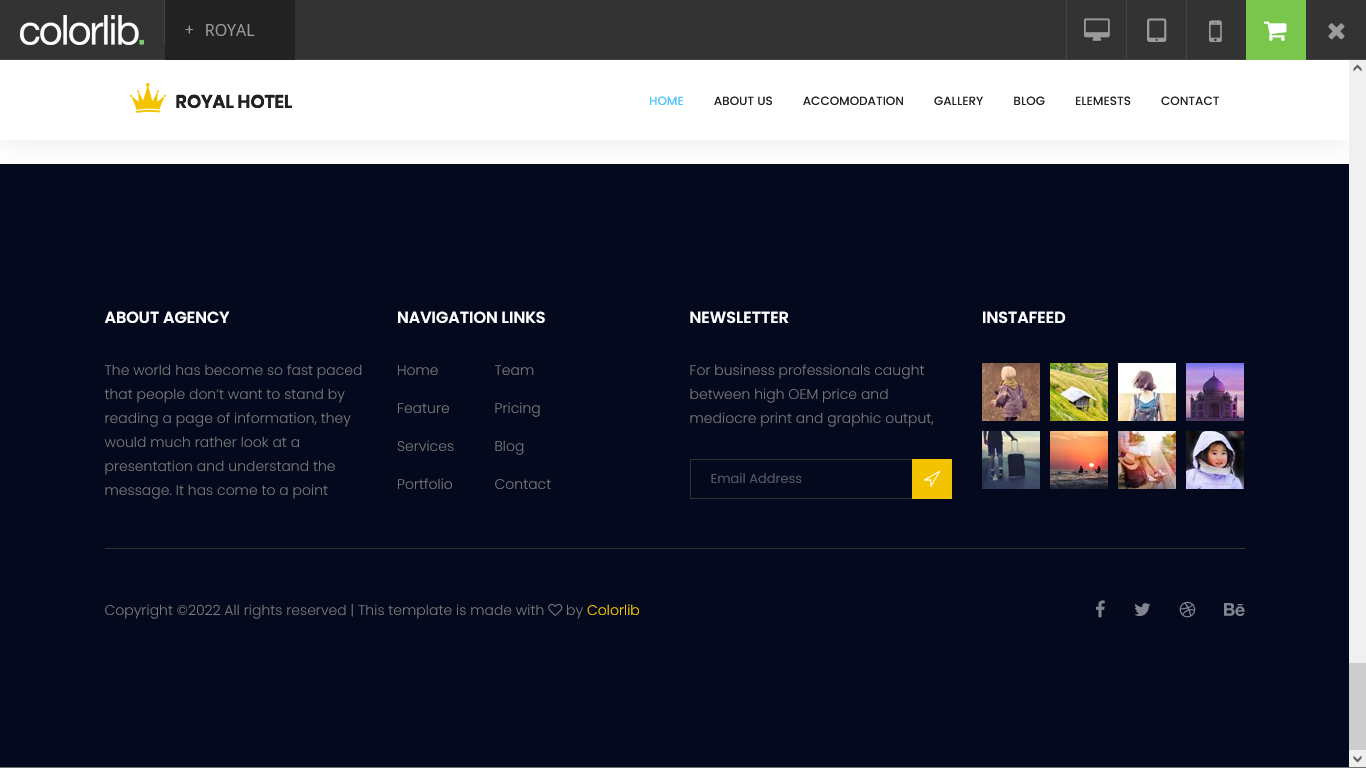 colorlib.
+ ROYAL
ROYAL HOTEL
HOME ABOUT US ACCOMODATION GALLERY BLOG ELEMESTS CONTACT
ABOUT AGENCY
The world has become so fast paced
that people don’t want to stand by
reading a page of information, they
would much rather look at a
presentation and understand the
message. It has come to a point
NAVIGATION LINKS
Home
Feature
Services
Portfolio
Team
Pricing
Blog
Contact
NEWSLETTER
For business professionals caught
between high OEM price and
mediocre print and graphic output,
Email Address
INSTAFEED
Copyright ©2022 All rights reserved | This template is made with ♡ by Colorlib